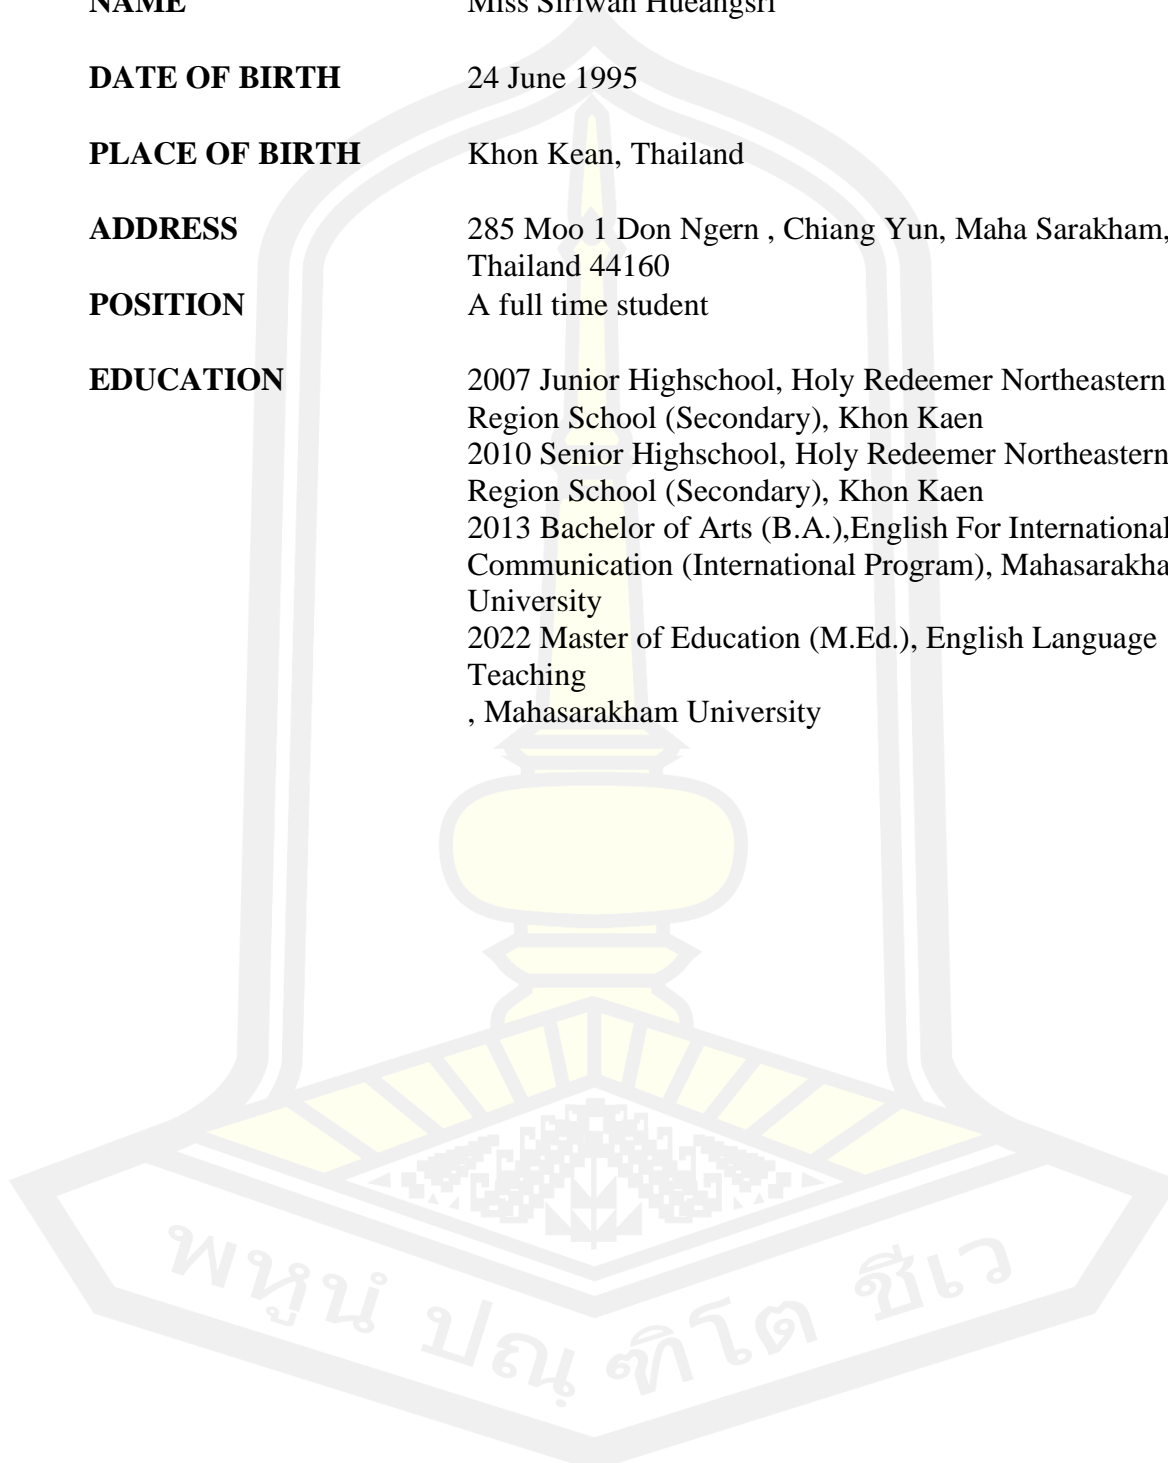 NAME Miss Siriwan Hueangsri
DATE OF BIRTH 24 June 1995
PLACE OF BIRTH Khon Kean, Thailand
ADDRESS 285 Moo 1 Don Ngern , Chiang Yun, Maha Sarakham,
Thailand 44160
POSITION A full time student
EDUCATION 2007 Junior Highschool, Holy Redeemer Northeastern
Region School (Secondary), Khon Kaen
2010 Senior Highschool, Holy Redeemer Northeastern
Region School (Secondary), Khon Kaen
2013 Bachelor of Arts (B.A.),English For International
Communication (International Program), Mahasarakha
University
2022 Master of Education (M.Ed.), English Language
Teaching
, Mahasarakham University
พหูนํ ปณฺฑิโต ชีเว